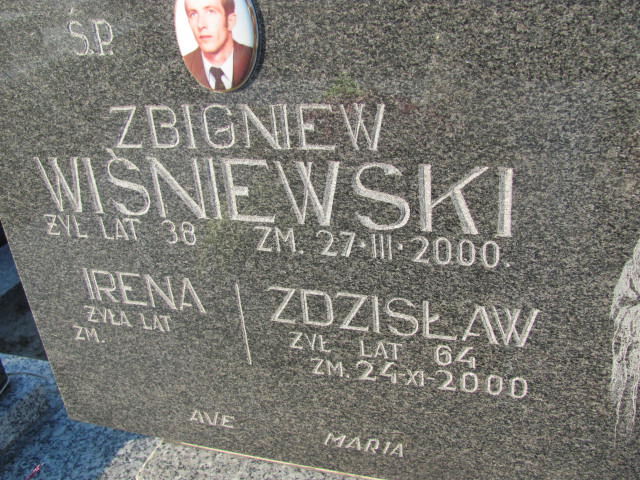 Ś.P.
ZBIGNIEW
WIŚNIEWSKI
ŻYŁ LAT 38 ZM. 27·III·2000.
IRENA
ŻYŁA LAT
ZM.
ZDZISŁAW
ŻYŁ LAT 64
ZM. 24·XI·2000
AVE MARIA